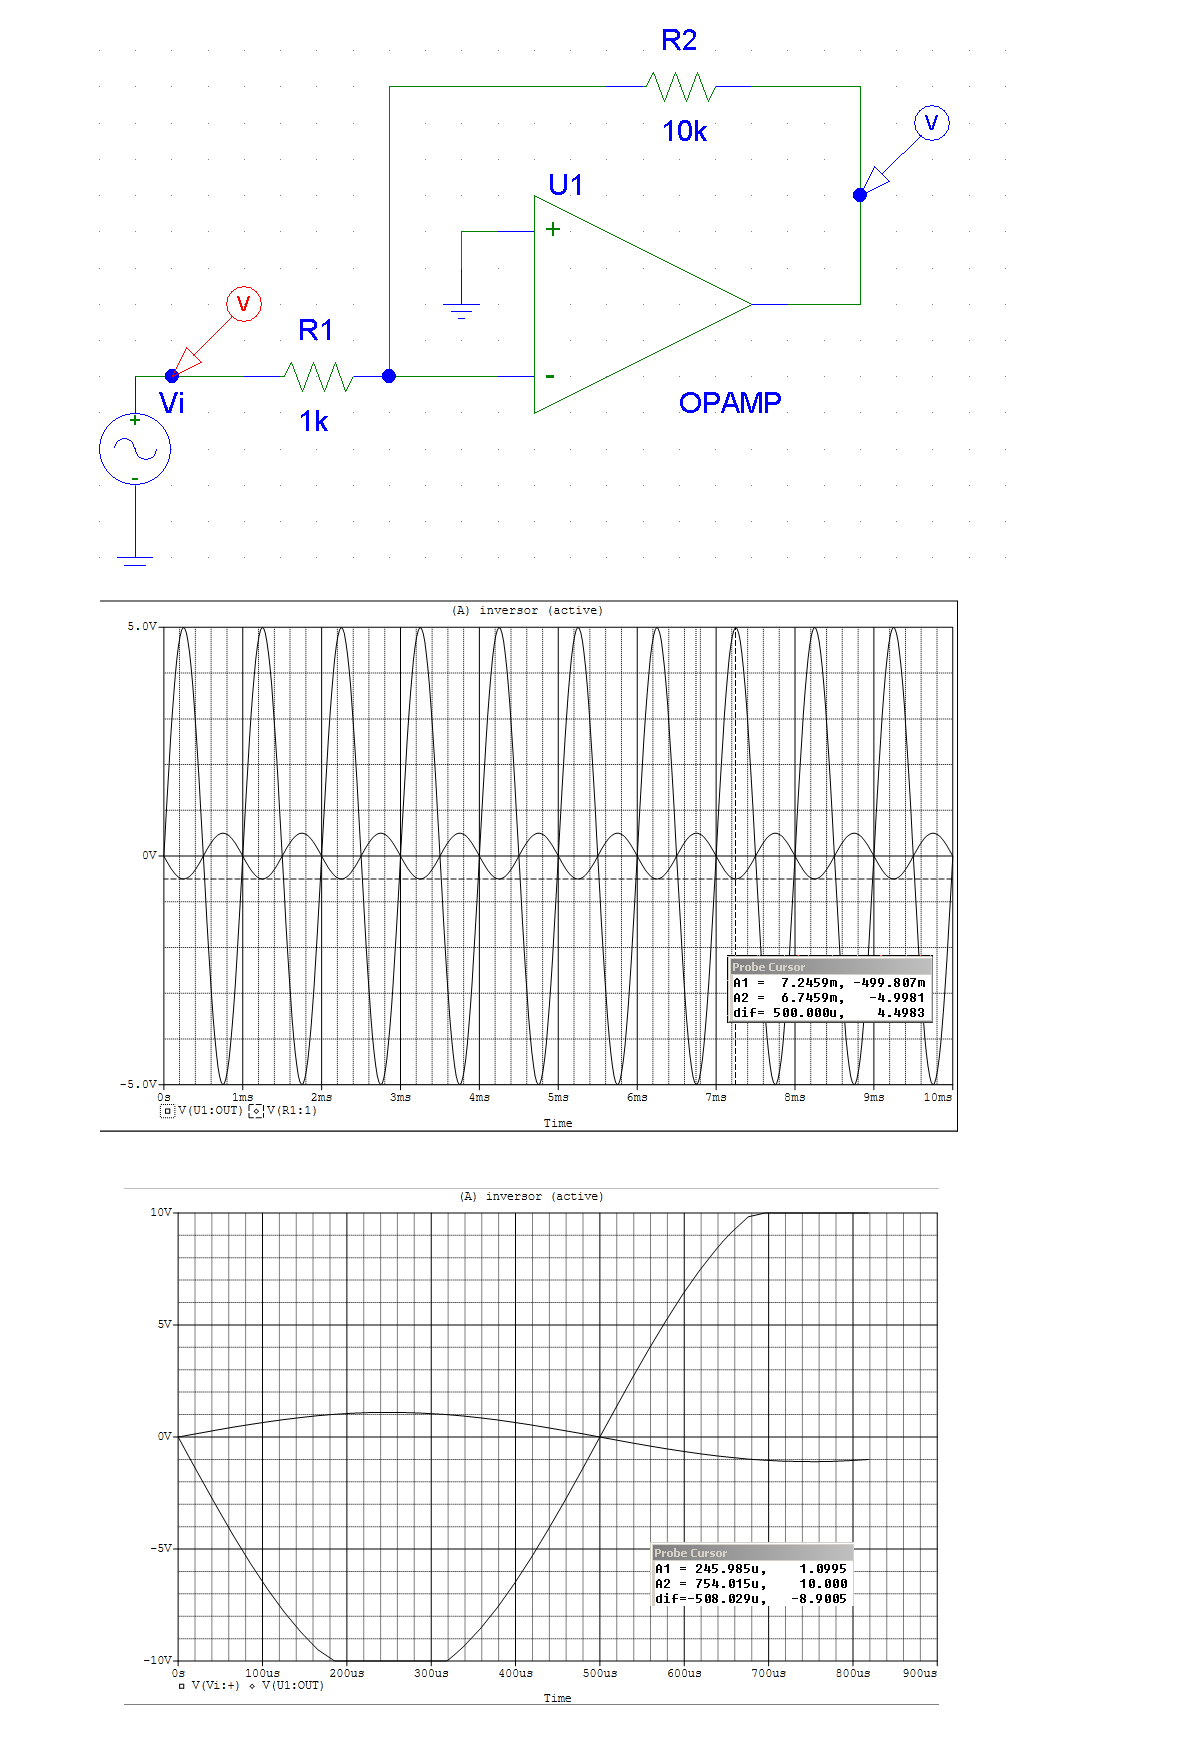 R2
10k
V
U1
+
V
R1
Vi
1k
-
OPAMP
+
-
(A) inversor (active)
5.0V
0V
-5.0V
Probe Cursor
A1 = 7.2459m, -499.807m
A2 = 6.7459m, -4.9981
dif= 500.000u, 4.4983
0s 1ms 2ms 3ms 4ms 5ms 6ms 7ms 8ms 9ms 10ms
V(U1:OUT) V(R1:1)
Time
(A) inversor (active)
10V
5V
0V
-5V
-10V
Probe Cursor
A1 = 245.985u, 1.0995
A2 = 754.015u, 10.000
dif=-508.029u, -8.9005
0s 100us 200us 300us 400us 500us 600us 700us 800us 900us
V(Vi:+) V(U1:OUT)
Time